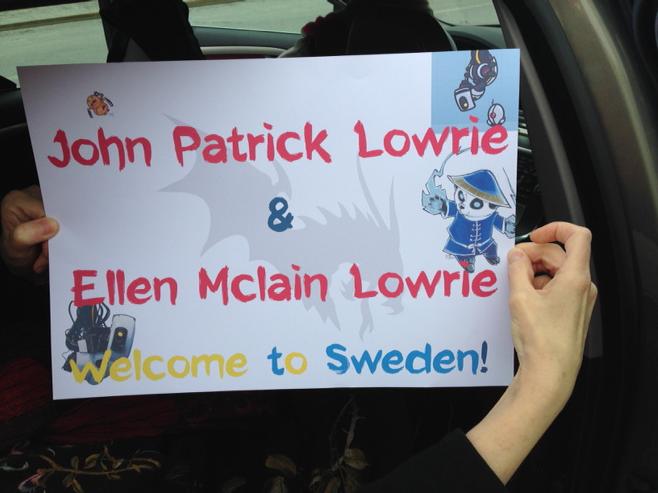 John Patrick Lowrie
&
Ellen Mclain Lowrie
Welcome to Sweden!